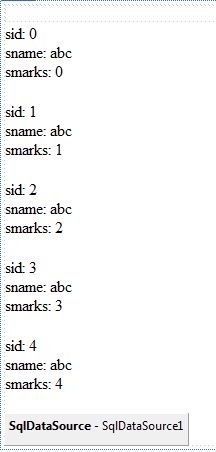 sid: 0
sname: abc
smarks: 0
sid: 1
sname: abc
smarks: 1
sid: 2
sname: abc
smarks: 2
sid: 3
sname: abc
smarks: 3
sid: 4
sname: abc
smarks: 4
SqlDataSource - SqlDataSource1